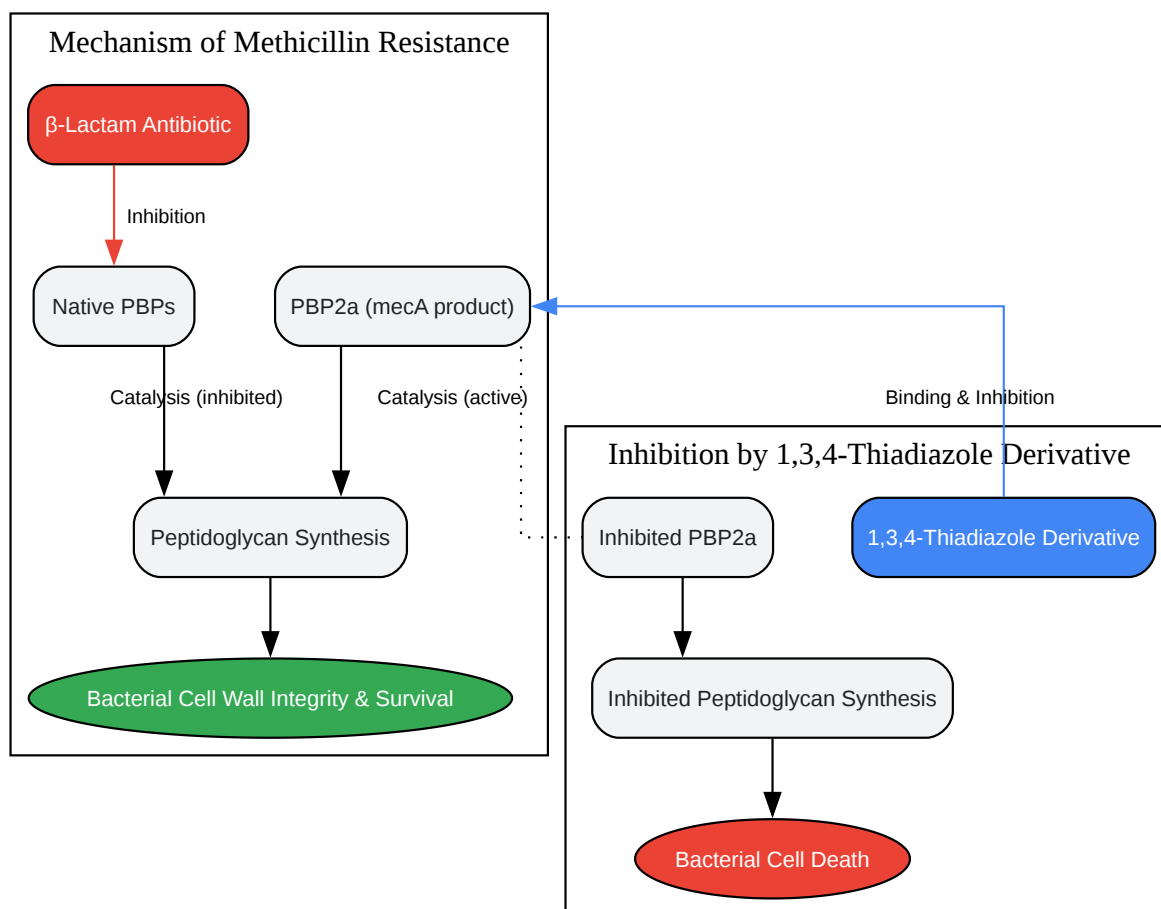 Mechanism of Methicillin Resistance
β-Lactam Antibiotic
Inhibition
Native PBPs
PBP2a (mecA product)
Catalysis (inhibited)
Catalysis (active)
Peptidoglycan Synthesis
Bacterial Cell Wall Integrity & Survival
Binding & Inhibition
Inhibition by 1,3,4-Thiadiazole Derivative
Inhibited PBP2a
1,3,4-Thiadiazole Derivative
Inhibited Peptidoglycan Synthesis
Bacterial Cell Death